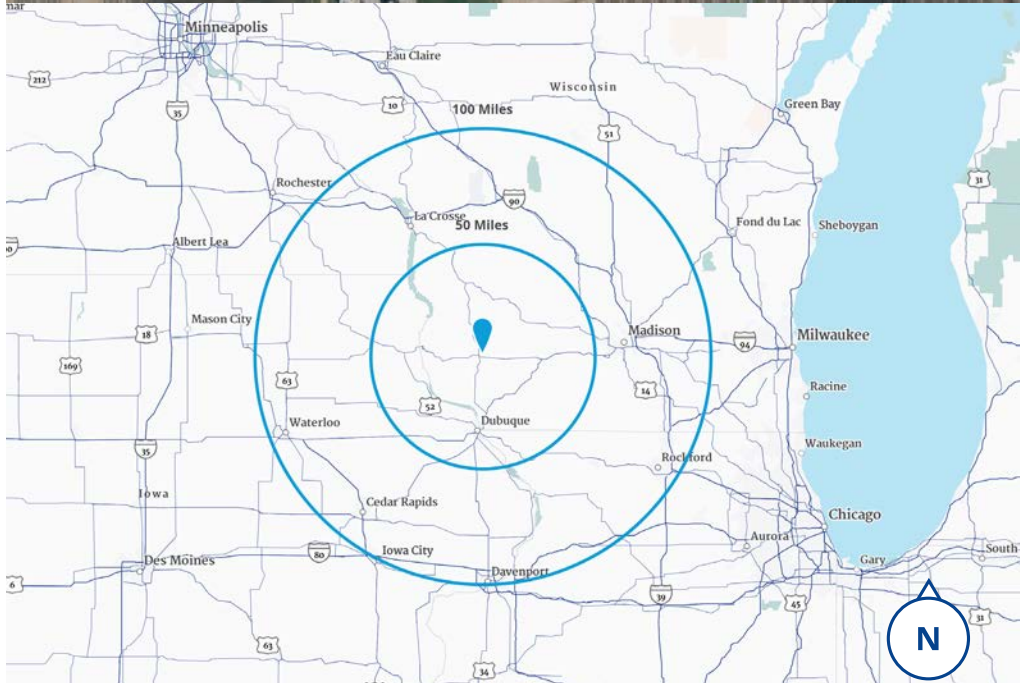 mar
Minneapolis
Eau Claire
212
Wisconsin
10
100 Miles
Green Bay
35
51
Rochester
31
90
La Crosse
50 Miles
Fond du Lac
Sheboygan
Albert Lea
Mason City
Madison
18
94
Milwaukee
169
63
14
Racine
52
Waterloo
Dubuque
Waukegan
35
Rockford
Iowa
Cedar Rapids
Chicago
Aurora
80
Iowa City
South
Des Moines
Gary
Davenport
6
39
45
31
N
63
34